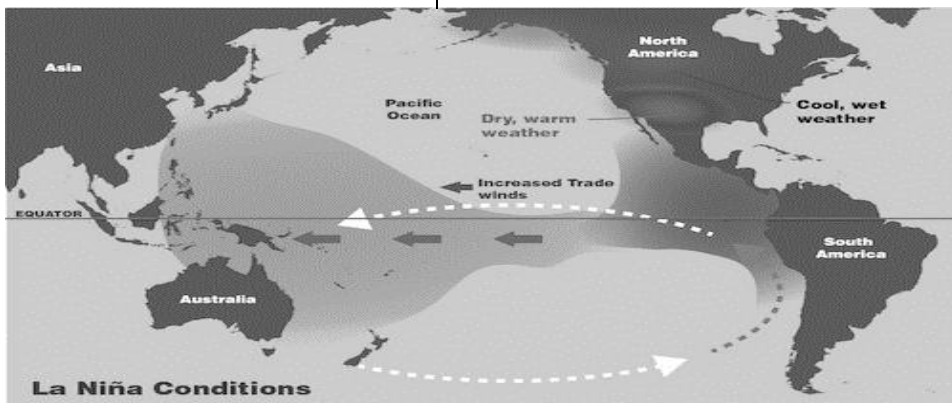 Asia
North
America
Pacific
Ocean
Cool, wet
weather
Dry, warm
weather
Increased Trade
winds
EQUATOR
South
America
Australia
La Niña Conditions